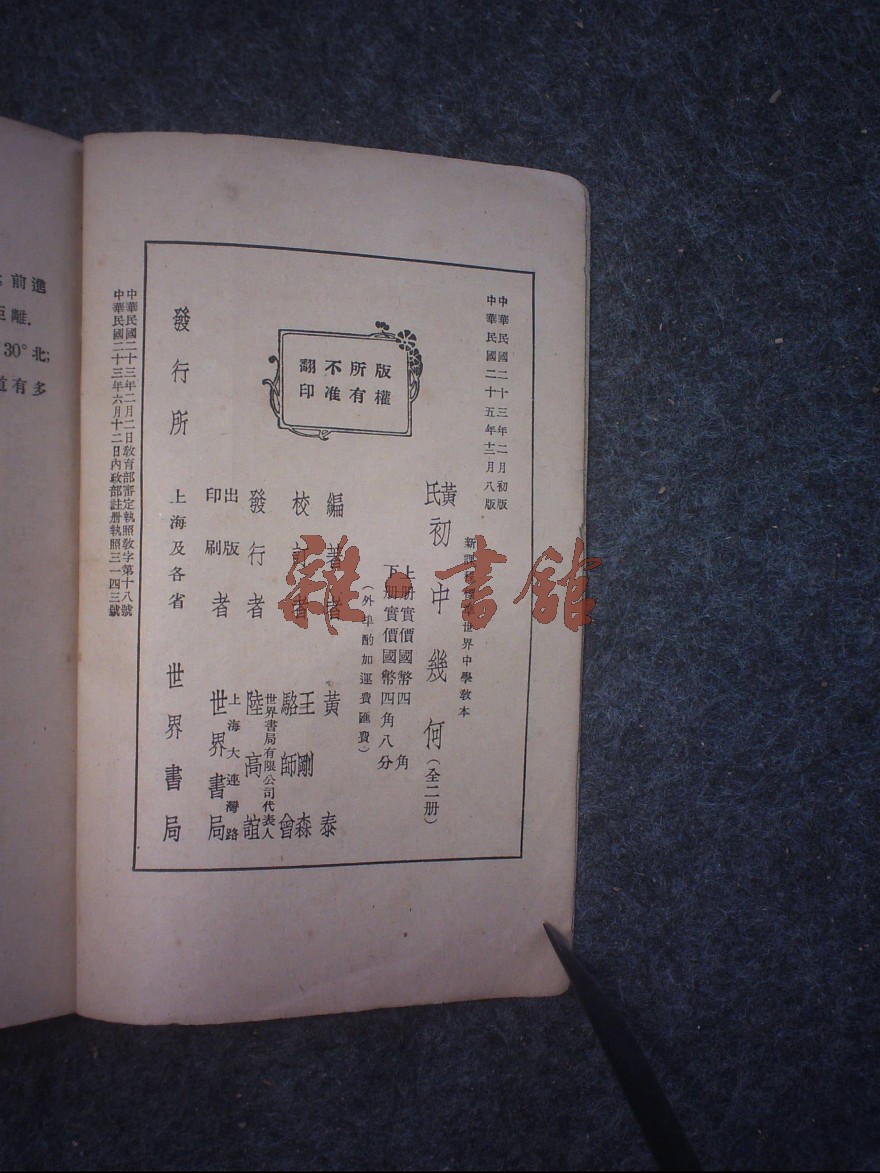 中華民國二十三年二月初版
中華民國二十五年十二月八版
新課程標準世界中學教本
黃氏初中幾何(全二册)
上册實價國幣四角
下册實價國幣四角八分
(外埠酌加運費匯費)
版權
所有
不准
翻印
編著者 黃泰
校訂者 王剛森
駱師曾
發行者 陸高誼
世界書局有限公司代表人
出版
印刷者 世界書局
上海大連灣路
發行所 上海及各省 世界書局
中華民國二十三年二月二日教育部審定執照教字第十八號
中華民國二十三年六月十二日內政部註册執照三一四三號
前進
距離.
30°北;
道有多
雜·書館